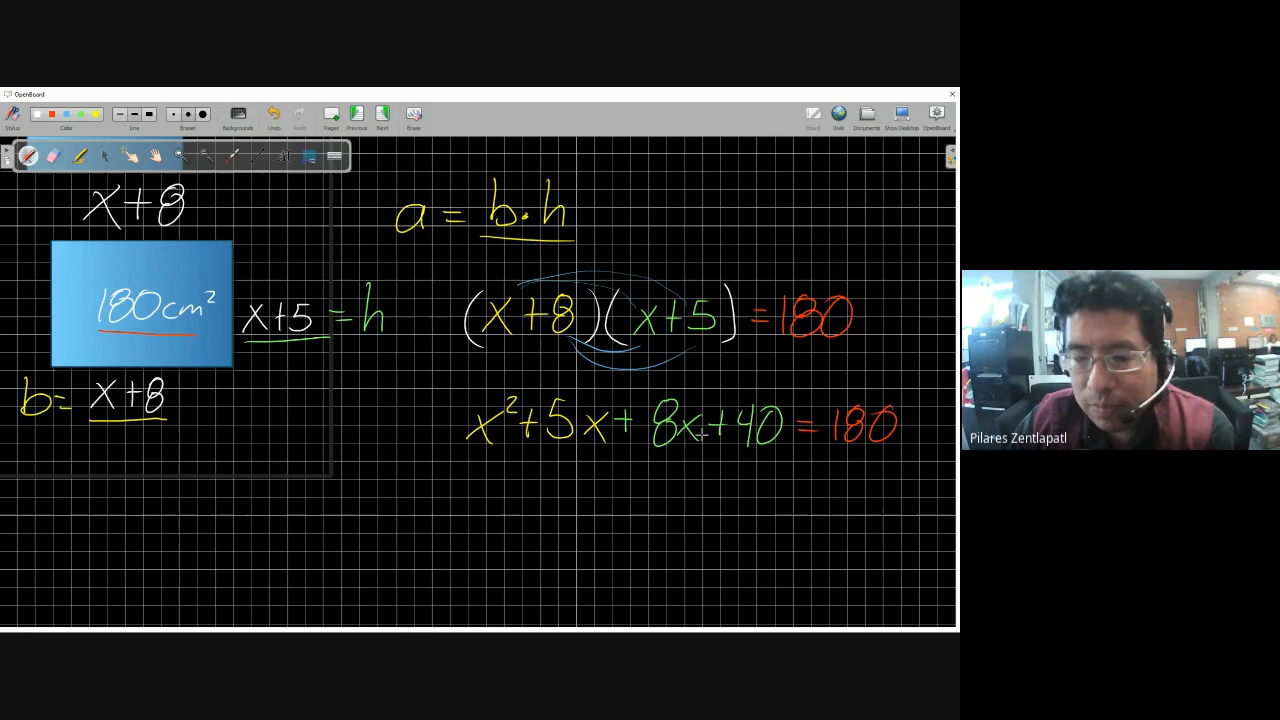 OpenBoard
Stylus Color Line Eraser Backgrounds Undo Redo Pages Previous Next Erase Board Web Documents Show Desktop OpenBoard
x+8
a = b·h
180cm²
x+5 = h
(x+8)(x+5) = 180
b= x+8
x²+5x+8x+40 = 180
Pilares Zentlapatl